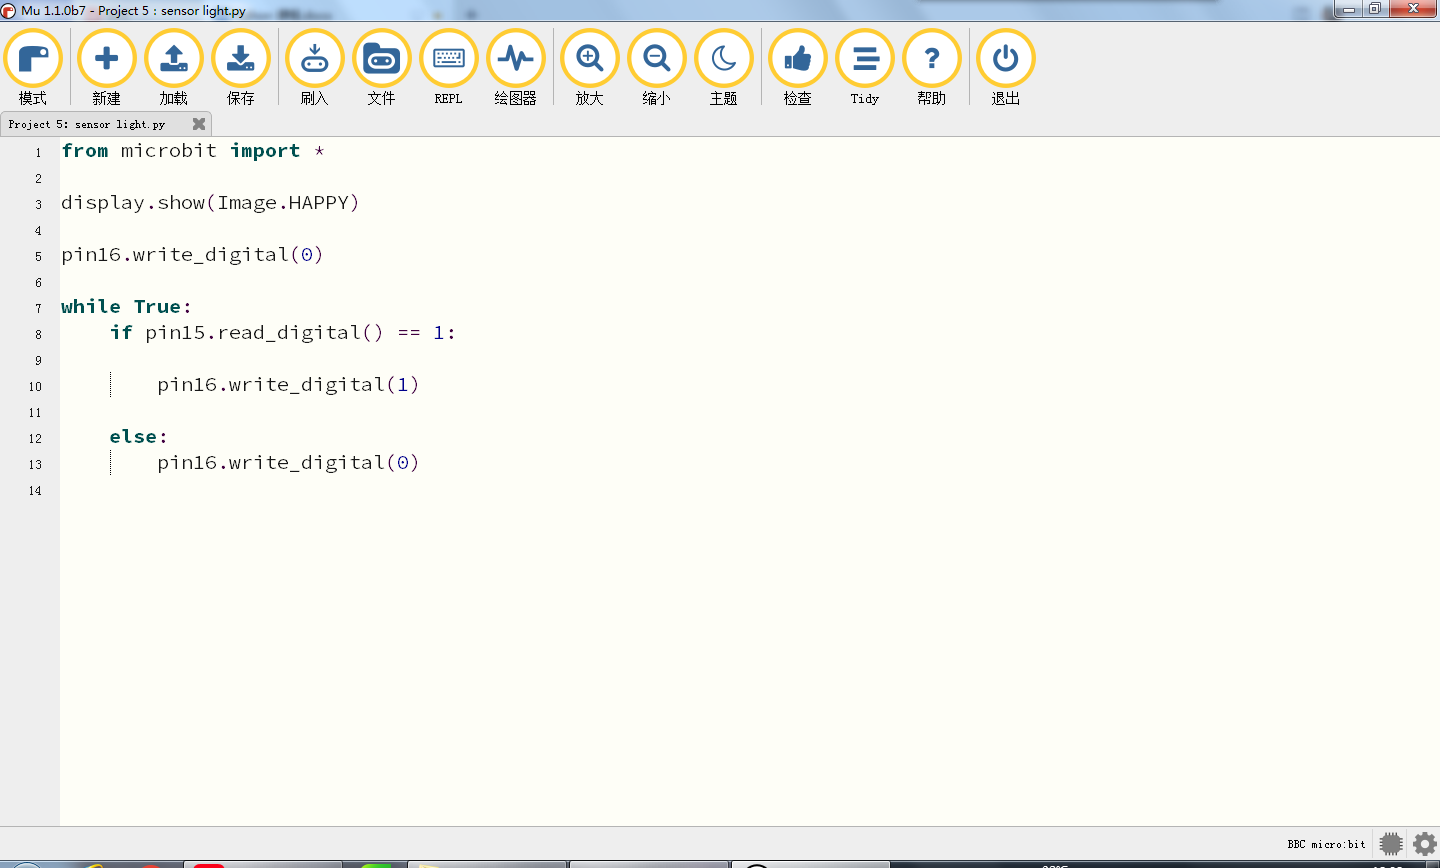 Mu 1.1.0b7 - Project 5 : sensor light.py
模式
新建
加载
保存
刷入
文件
REPL
绘图器
放大
缩小
主题
检查
Tidy
帮助
退出
Project 5: sensor light.py
1 from microbit import *
2
3 display.show(Image.HAPPY)
4
5 pin16.write_digital(0)
6
7 while True:
8 if pin15.read_digital() == 1:
9
10 pin16.write_digital(1)
11
12 else:
13 pin16.write_digital(0)
14
BBC micro:bit